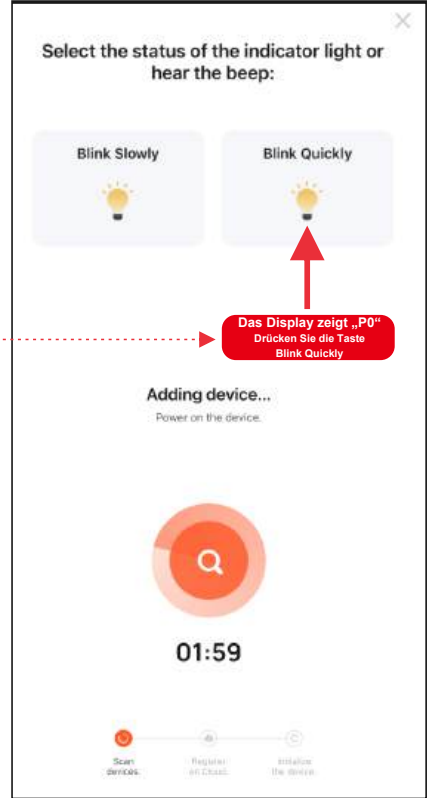 Select the status of the indicator light or
hear the beep:
Blink Slowly
Blink Quickly
Das Display zeigt „P0“
Drücken Sie die Taste
Blink Quickly
Adding device...
Power on the device.
01:59
Scan
devices.
Register
on Cloud.
Initialize
the device.